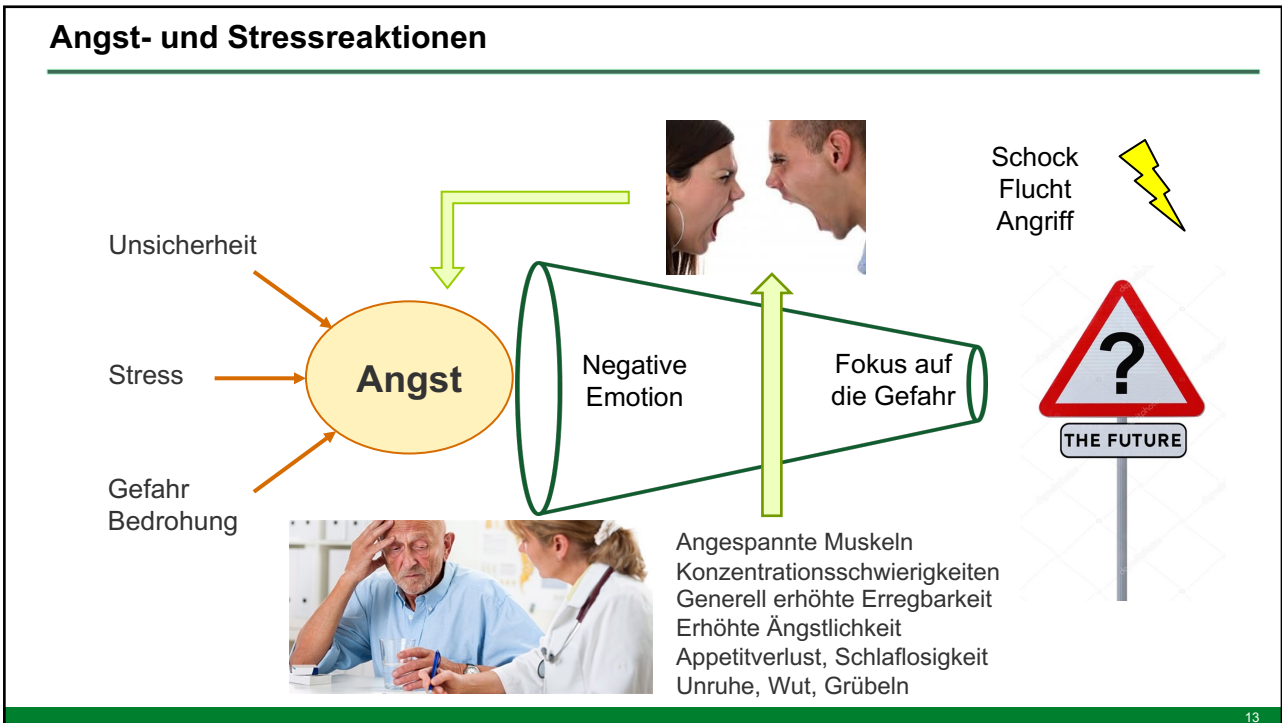 Angst- und Stressreaktionen
Schock
Flucht
Angriff
Unsicherheit
Stress
Gefahr
Bedrohung
Angst
Negative
Emotion
Fokus auf
die Gefahr
?
THE FUTURE
Angespannte Muskeln
Konzentrationsschwierigkeiten
Generell erhöhte Erregbarkeit
Erhöhte Ängstlichkeit
Appetitverlust, Schlaflosigkeit
Unruhe, Wut, Grübeln
13